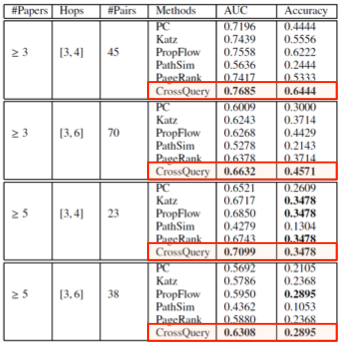 #Papers Hops #Pairs Methods AUC Accuracy
PC 0.7196 0.4444
Katz 0.7439 0.5556
≥ 3 [3, 4] 45 PropFlow 0.7558 0.6222
PathSim 0.5636 0.2444
PageRank 0.7417 0.5333
CrossQuery 0.7685 0.6444
PC 0.6009 0.3000
Katz 0.6243 0.3714
≥ 3 [3, 6] 70 PropFlow 0.6268 0.4429
PathSim 0.5278 0.2143
PageRank 0.6378 0.3714
CrossQuery 0.6632 0.4571
PC 0.6521 0.2609
Katz 0.6717 0.3478
≥ 5 [3, 4] 23 PropFlow 0.6850 0.3478
PathSim 0.4279 0.1304
PageRank 0.6743 0.3478
CrossQuery 0.7099 0.3478
PC 0.5692 0.2105
Katz 0.5786 0.2368
≥ 5 [3, 6] 38 PropFlow 0.5950 0.2895
PathSim 0.4362 0.1053
PageRank 0.5880 0.2368
CrossQuery 0.6308 0.2895